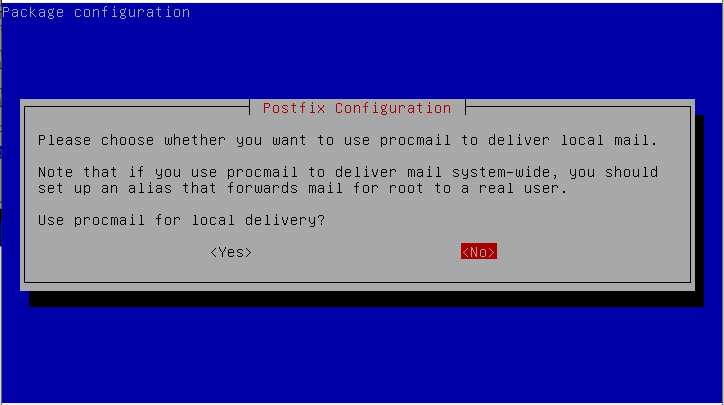 Package configuration
Postfix Configuration
Please choose whether you want to use procmail to deliver local mail.
Note that if you use procmail to deliver mail system-wide, you should
set up an alias that forwards mail for root to a real user.
Use procmail for local delivery?
<Yes> <No>